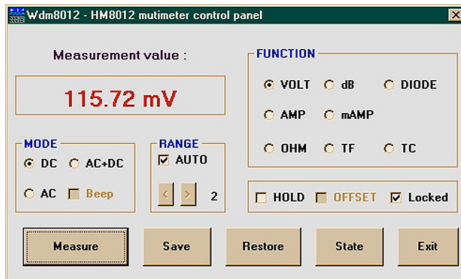 Wdm8012 - HM8012 mutimeter control panel
Measurement value :
115.72 mV
FUNCTION
VOLT dB DIODE
AMP mAMP
OHM TF TC
MODE
DC AC+DC
AC Beep
RANGE
AUTO
< > 2
HOLD OFFSET Locked
Measure Save Restore State Exit